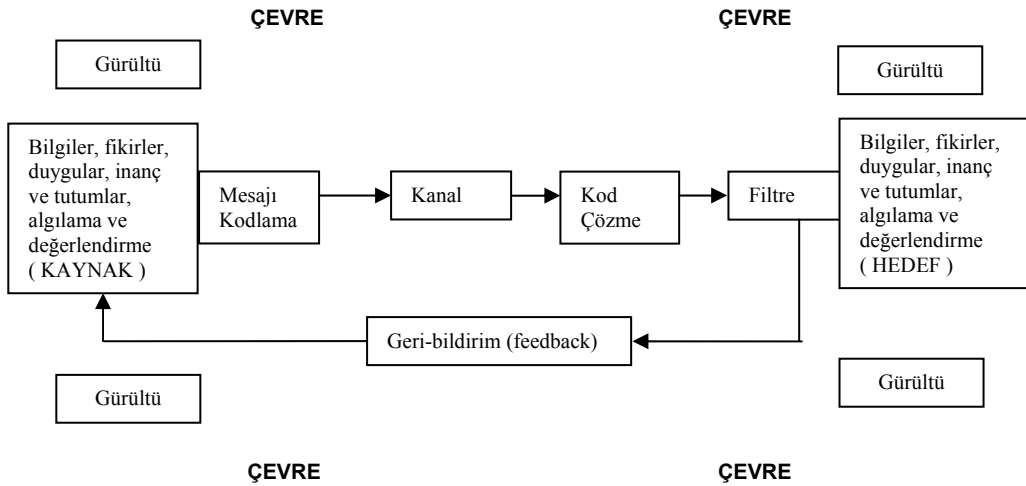 ÇEVRE
ÇEVRE
Gürültü
Gürültü
Bilgiler, fikirler,
duygular, inanç
ve tutumlar,
algılama ve
değerlendirme
( KAYNAK )
Mesajı
Kodlama
Kanal
Kod
Çözme
Filtre
Bilgiler, fikirler,
duygular, inanç
ve tutumlar,
algılama ve
değerlendirme
( HEDEF )
Geri-bildirim (feedback)
Gürültü
Gürültü
ÇEVRE
ÇEVRE